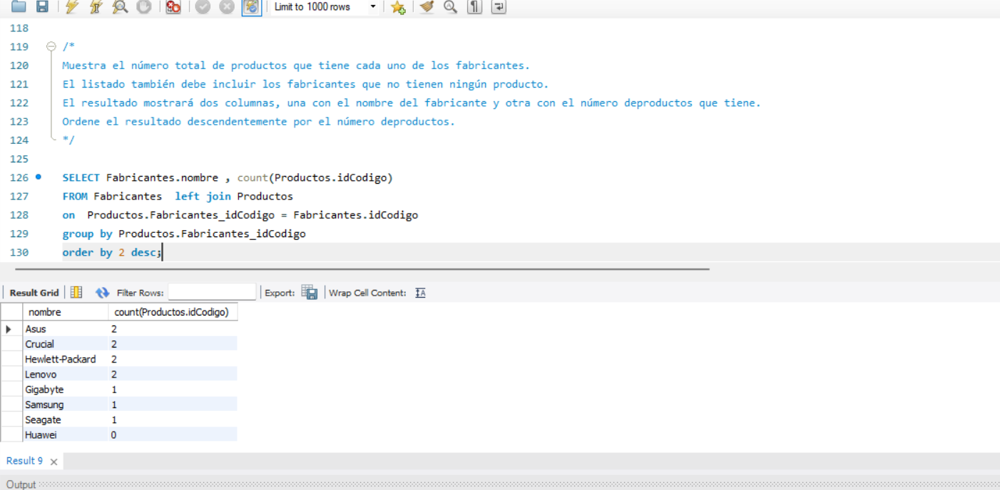 Limit to 1000 rows
118
119 /*
120 Muestra el número total de productos que tiene cada uno de los fabricantes.
121 El listado también debe incluir los fabricantes que no tienen ningún producto.
122 El resultado mostrará dos columnas, una con el nombre del fabricante y otra con el número deproductos que tiene.
123 Ordene el resultado descendentemente por el número deproductos.
124 */
125
126 SELECT Fabricantes.nombre , count(Productos.idCodigo)
127 FROM Fabricantes  left join Productos
128 on  Productos.Fabricantes_idCodigo = Fabricantes.idCodigo
129 group by Productos.Fabricantes_idCodigo
130 order by 2 desc;
Result Grid Filter Rows: Export: Wrap Cell Content: IA
nombre count(Productos.idCodigo)
Asus 2
Crucial 2
Hewlett-Packard 2
Lenovo 2
Gigabyte 1
Samsung 1
Seagate 1
Huawei 0
Result 9
Output